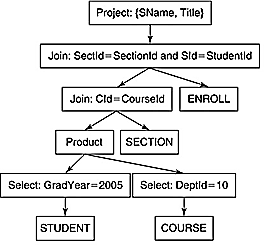 Project: {SName, Title}
Join: SectId=SectionId and SId=StudentId
Join: CId=CourseId
ENROLL
Product
SECTION
Select: GradYear=2005
Select: DeptId=10
STUDENT
COURSE